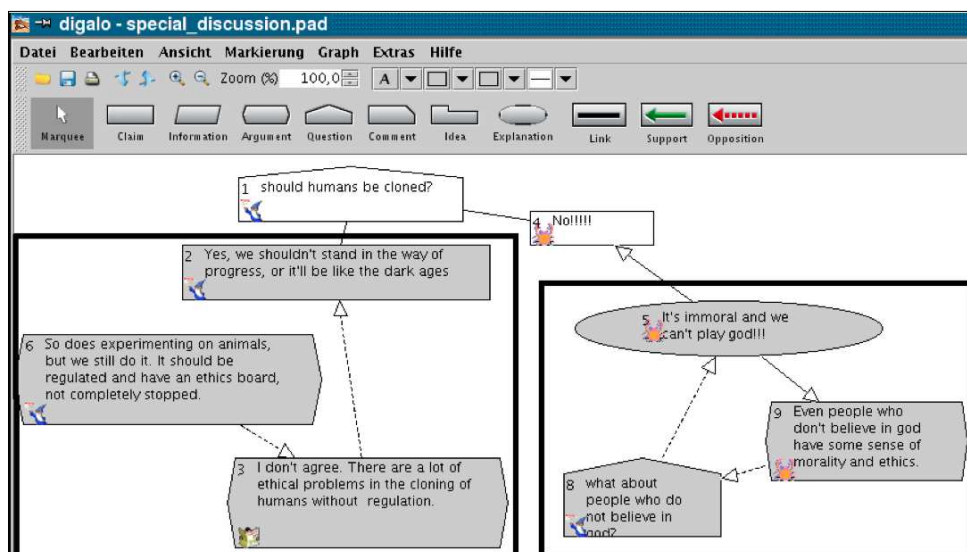 digalo - special_discussion.pad
Datei Bearbeiten Ansicht Markierung Graph Extras Hilfe
Zoom (%) 100,0 A
Marquee Claim Information Argument Question Comment Idea Explanation Link Support Opposition
1 should humans be cloned?
4 No!!!!!
2 Yes, we shouldn't stand in the way of
progress, or it'll be like the dark ages
5 It's immoral and we
can't play god!!!
6 So does experimenting on animals,
but we still do it. It should be
regulated and have an ethics board,
not completely stopped.
9 Even people who
don't believe in god
have some sense of
morality and ethics.
3 I don't agree. There are a lot of
ethical problems in the cloning of
humans without regulation.
8 what about
people who do
not believe in
god?